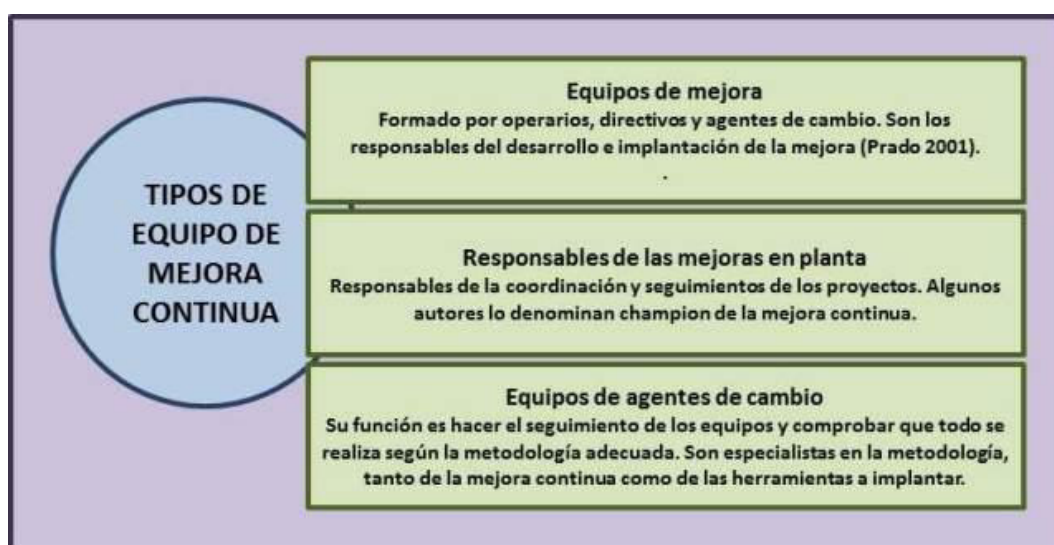 TIPOS DE
EQUIPO DE
MEJORA
CONTINUA
Equipos de mejora
Formado por operarios, directivos y agentes de cambio. Son los
responsables del desarrollo e implantación de la mejora (Prado 2001).
.
Responsables de las mejoras en planta
Responsables de la coordinación y seguimientos de los proyectos. Algunos
autores lo denominan champion de la mejora continua.
Equipos de agentes de cambio
Su función es hacer el seguimiento de los equipos y comprobar que todo se
realiza según la metodología adecuada. Son especialistas en la metodología,
tanto de la mejora continua como de las herramientas a implantar.